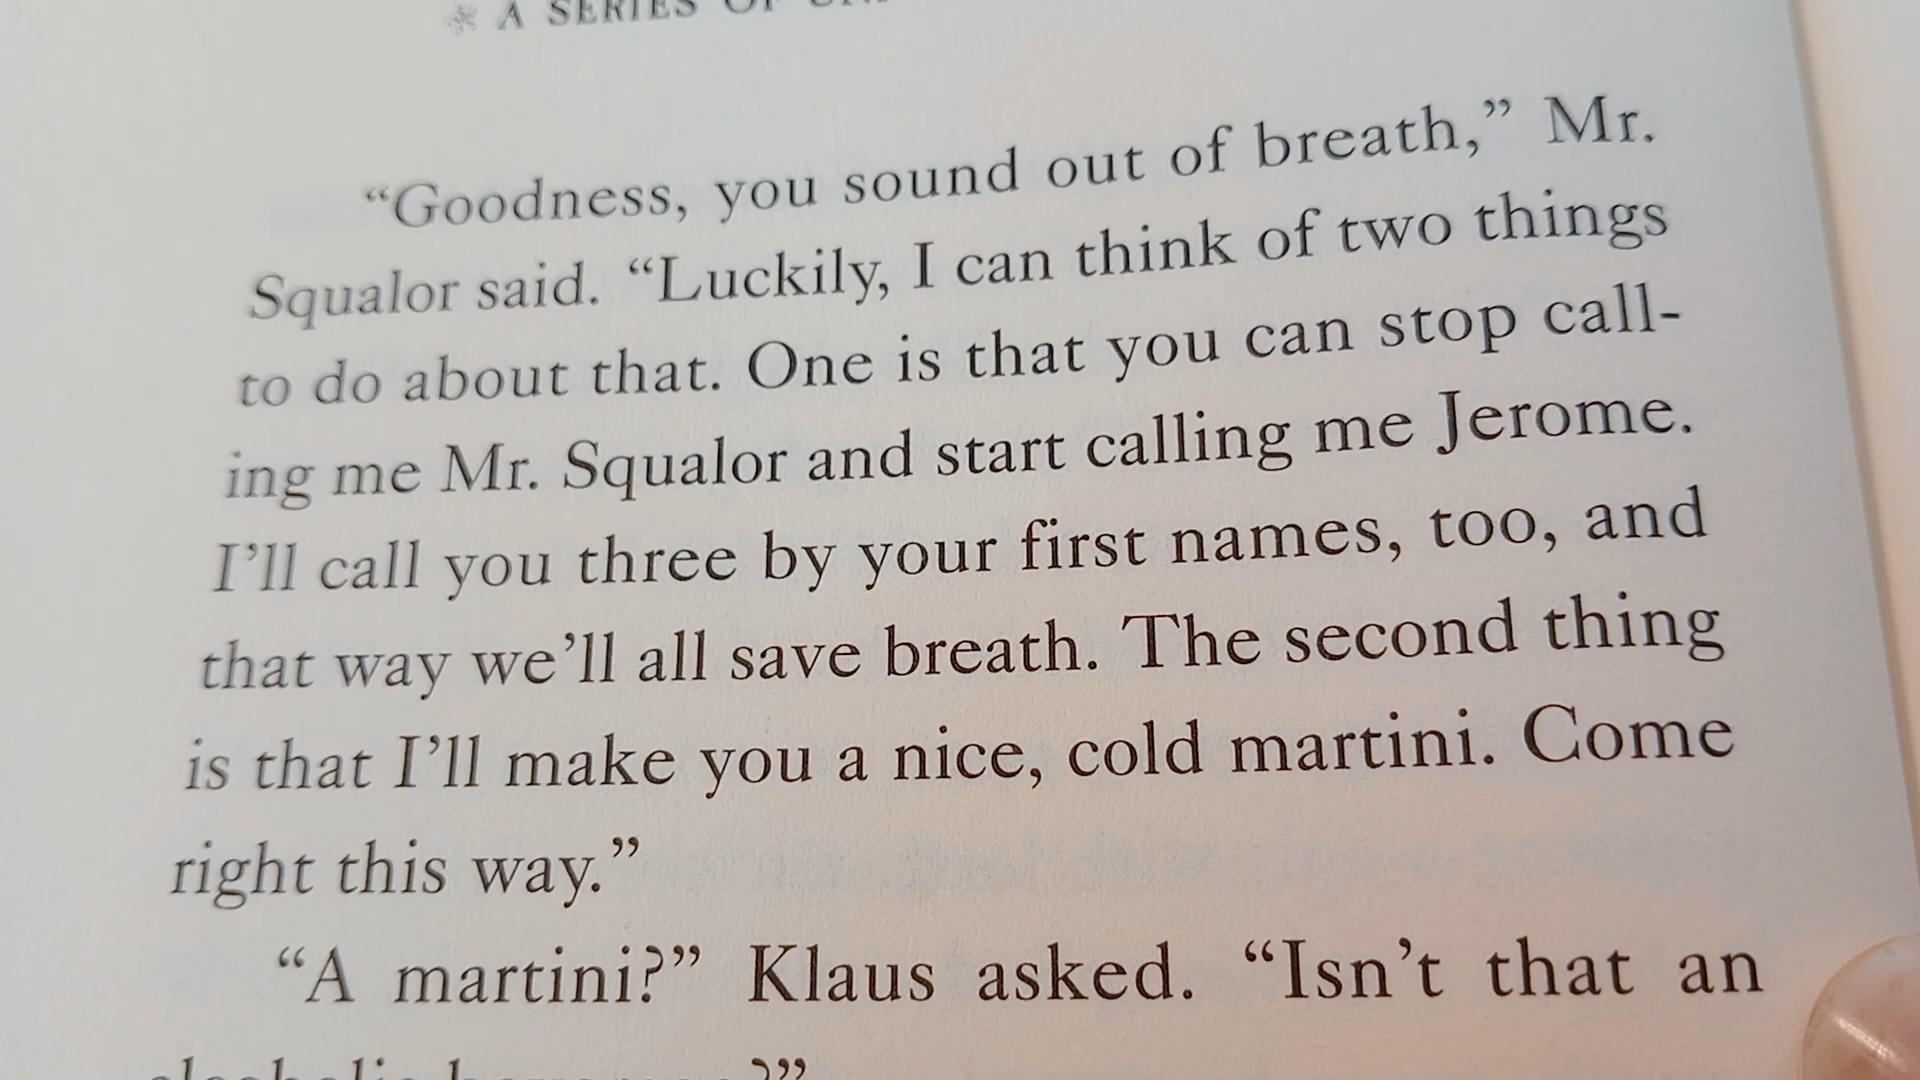 A SERIES OF
“Goodness, you sound out of breath,” Mr.
Squalor said. “Luckily, I can think of two things
to do about that. One is that you can stop call-
ing me Mr. Squalor and start calling me Jerome.
I’ll call you three by your first names, too, and
that way we’ll all save breath. The second thing
is that I’ll make you a nice, cold martini. Come
right this way.”
“A martini?” Klaus asked. “Isn’t that an